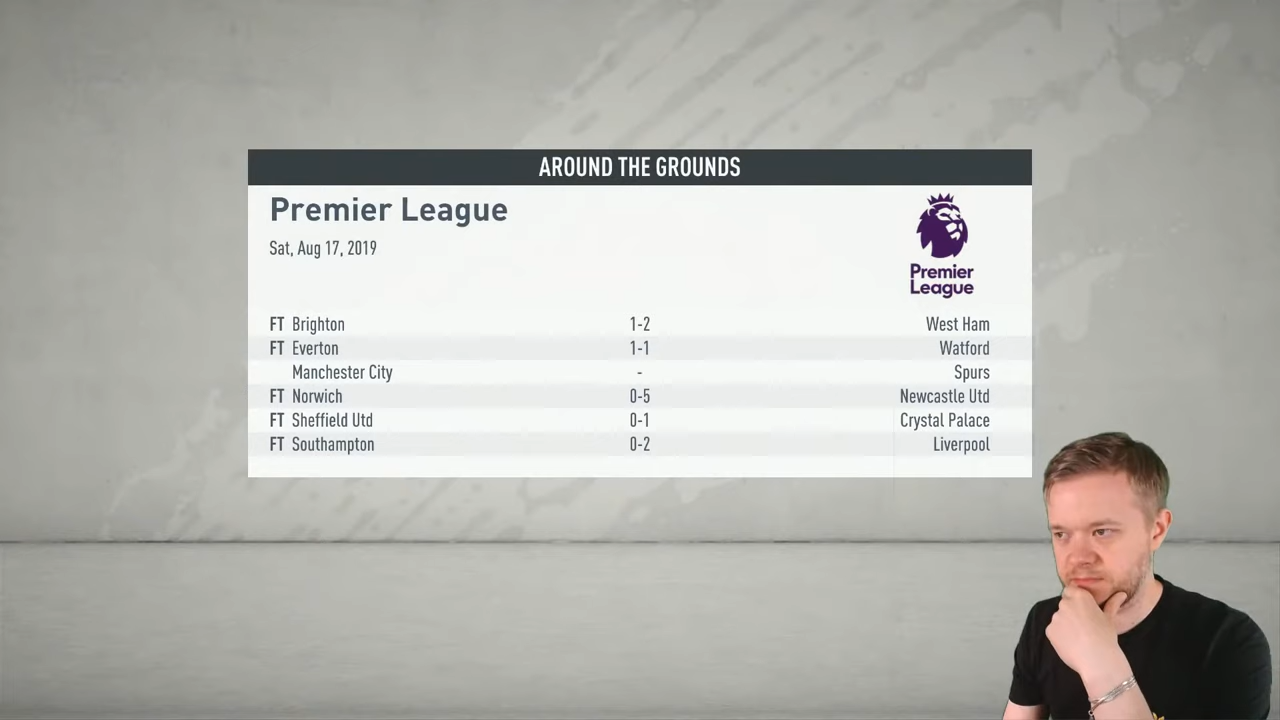 AROUND THE GROUNDS
Premier League
Sat, Aug 17, 2019
Premier
League
FT Brighton 1-2 West Ham
FT Everton 1-1 Watford
Manchester City - Spurs
FT Norwich 0-5 Newcastle Utd
FT Sheffield Utd 0-1 Crystal Palace
FT Southampton 0-2 Liverpool